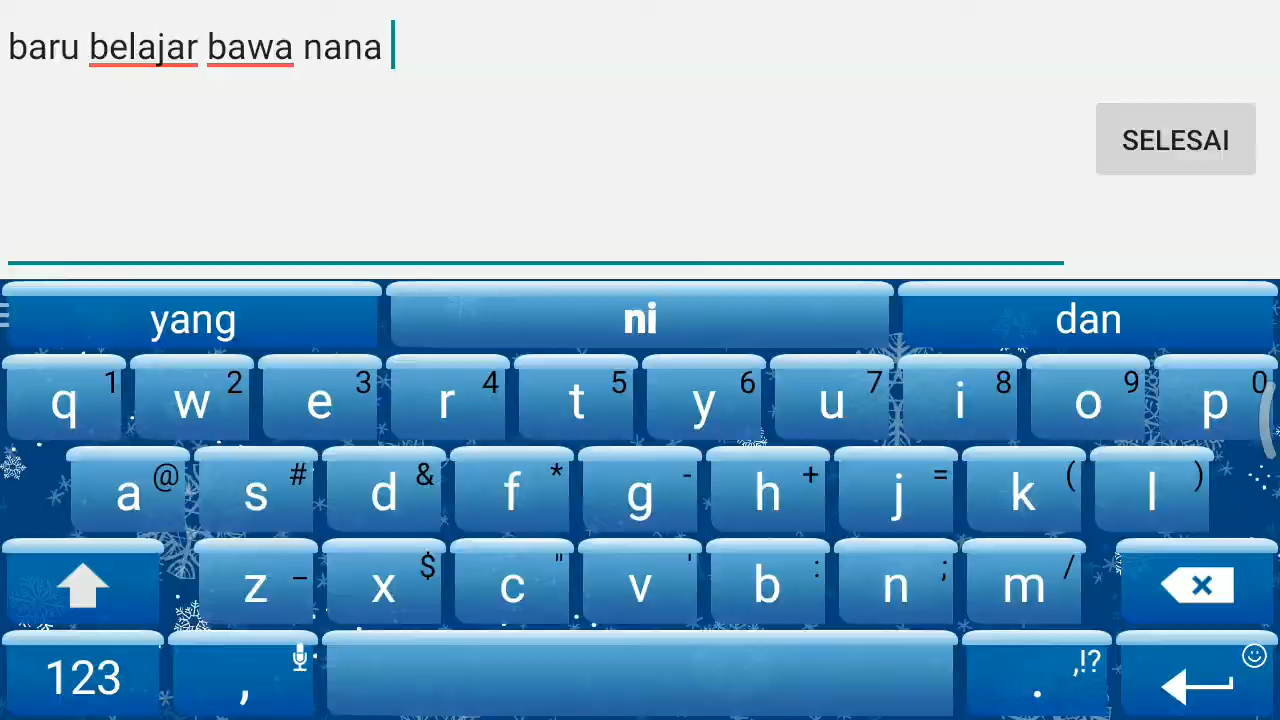 baru belajar bawa nana
SELESAI
yang ni dan
q 1 w 2 e 3 r 4 t 5 y 6 u 7 i 8 o 9 p 0
a @ s # d & f * g - h + j = k ( l )
z _ x $ c " v ' b : n ; m /
123 , . ,!?